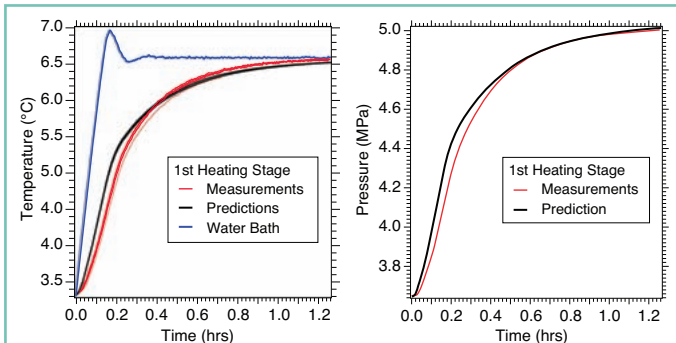 7.0
6.5
6.0
5.5
5.0
4.5
4.0
3.5
Temperature (°C)
1st Heating Stage
Measurements
Predictions
Water Bath
0.0 0.2 0.4 0.6 0.8 1.0 1.2
Time (hrs)
5.0
4.8
4.6
4.4
4.2
4.0
3.8
Pressure (MPa)
1st Heating Stage
Measurements
Prediction
0.0 0.2 0.4 0.6 0.8 1.0 1.2
Time (hrs)